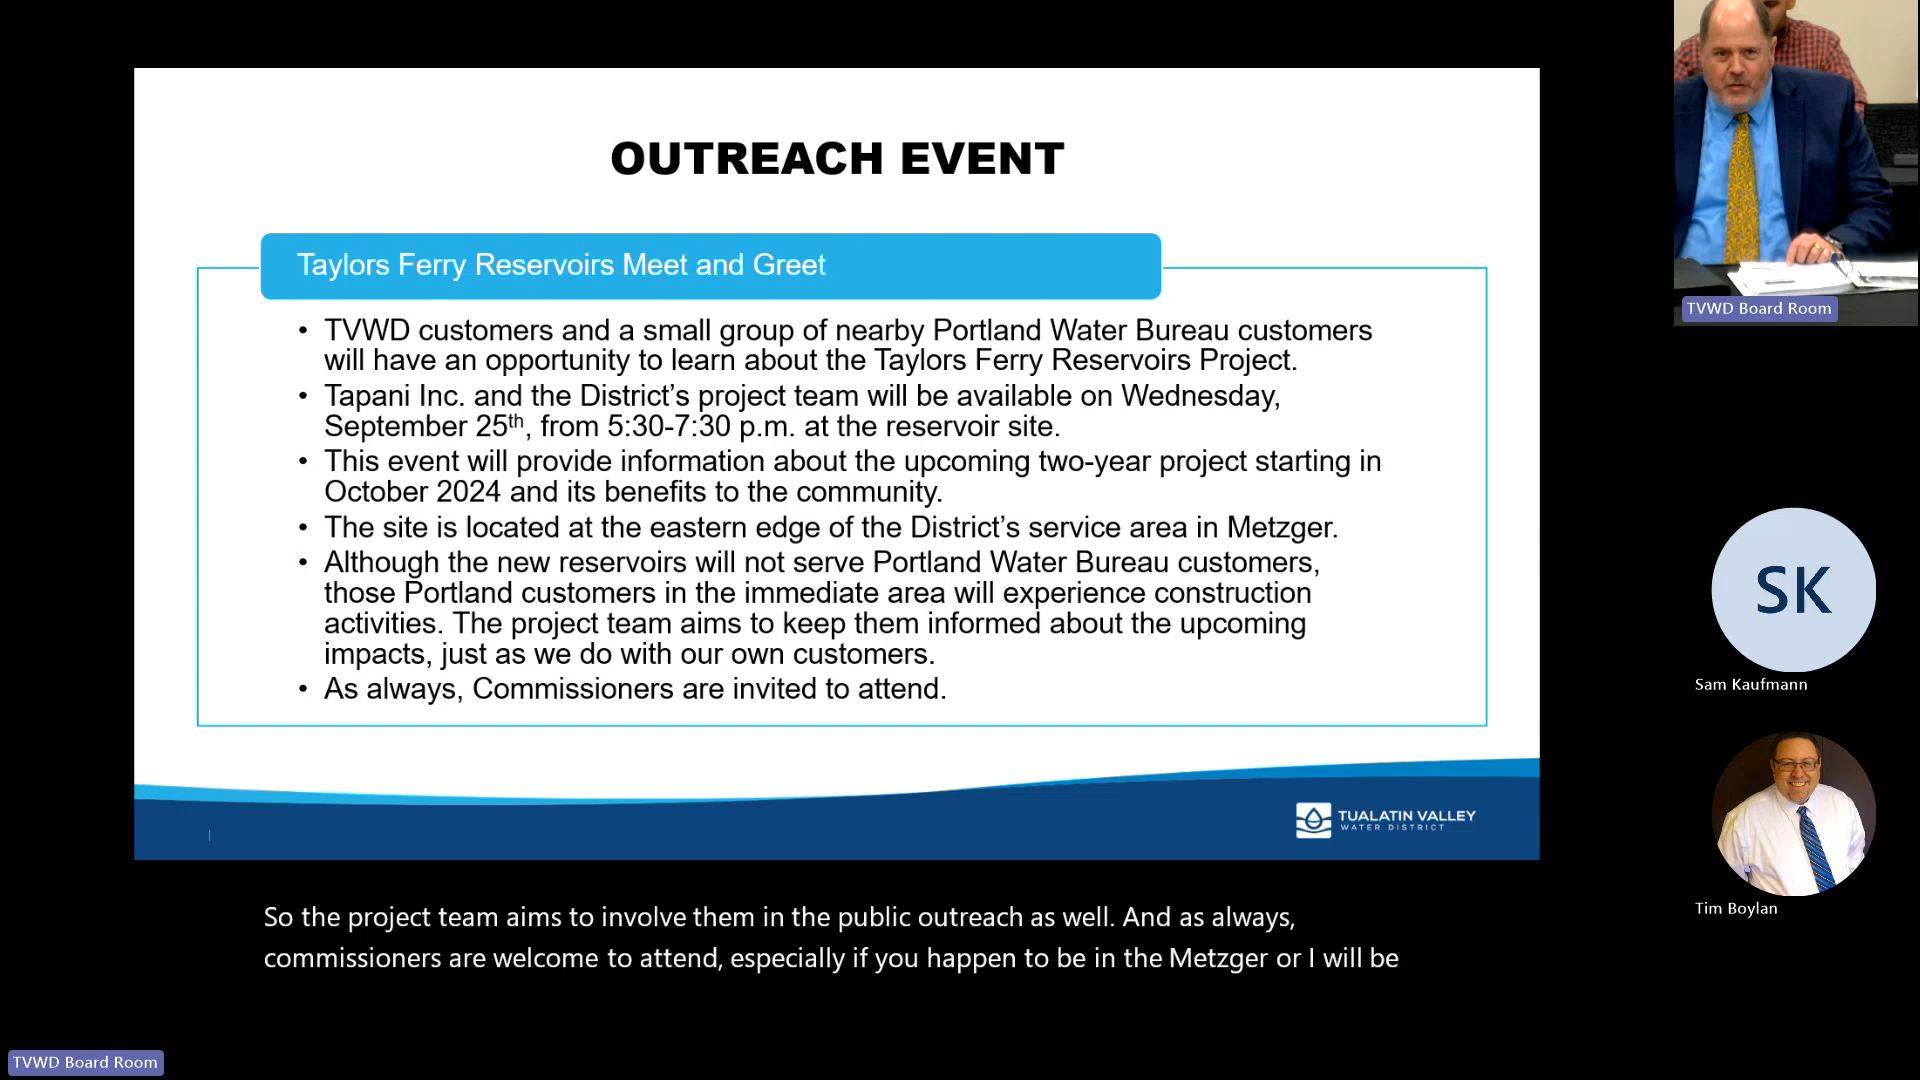 OUTREACH EVENT
Taylors Ferry Reservoirs Meet and Greet
• TVWD customers and a small group of nearby Portland Water Bureau customers
will have an opportunity to learn about the Taylors Ferry Reservoirs Project.
• Tapani Inc. and the District’s project team will be available on Wednesday,
September 25th, from 5:30-7:30 p.m. at the reservoir site.
• This event will provide information about the upcoming two-year project starting in
October 2024 and its benefits to the community.
• The site is located at the eastern edge of the District’s service area in Metzger.
• Although the new reservoirs will not serve Portland Water Bureau customers,
those Portland customers in the immediate area will experience construction
activities. The project team aims to keep them informed about the upcoming
impacts, just as we do with our own customers.
• As always, Commissioners are invited to attend.
TUALATIN VALLEY
WATER DISTRICT
TVWD Board Room
SK
Sam Kaufmann
Tim Boylan
So the project team aims to involve them in the public outreach as well. And as always,
commissioners are welcome to attend, especially if you happen to be in the Metzger or I will be
TVWD Board Room